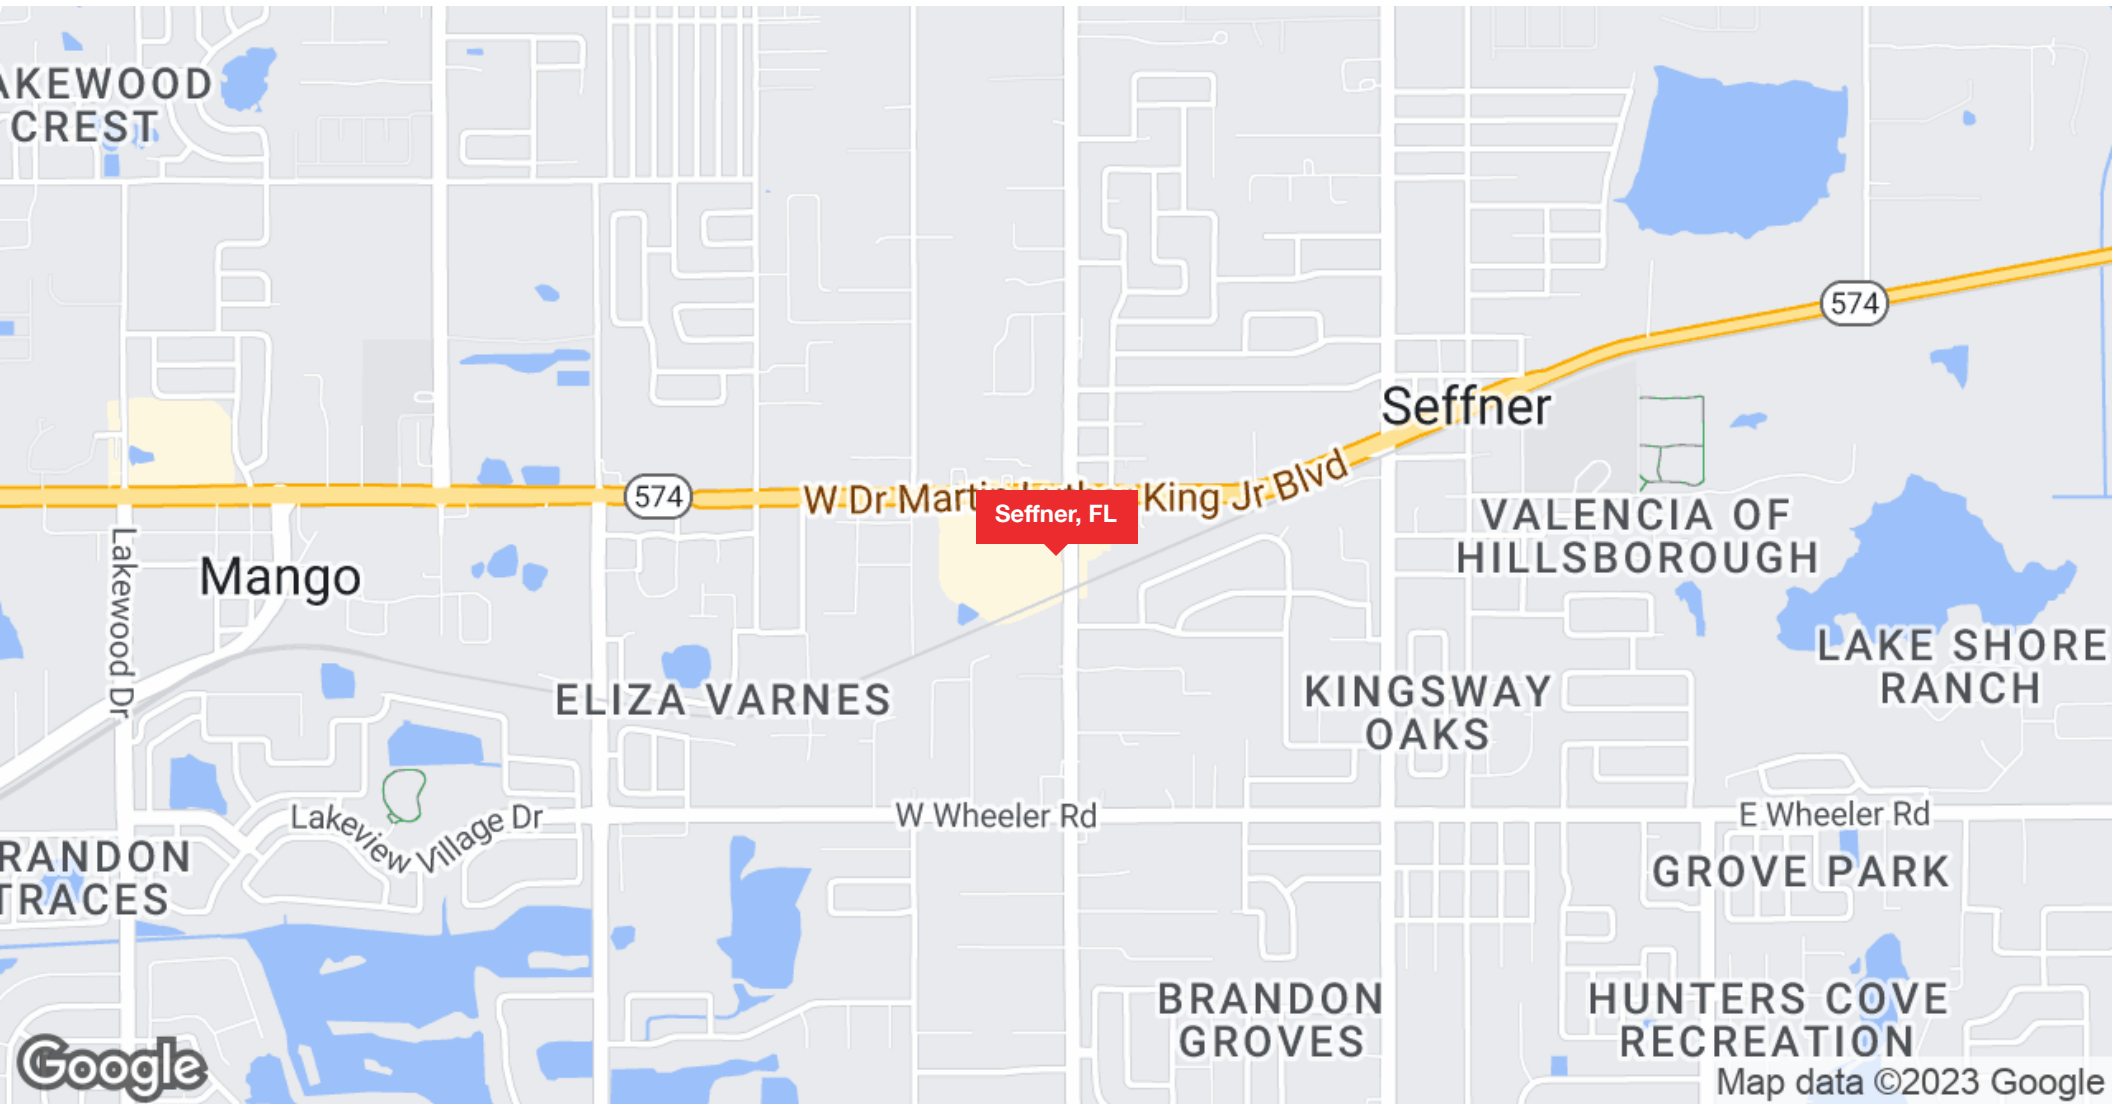 AKEWOOD
CREST
574
Seffner
574
W Dr Martin Luther King Jr Blvd
Seffner, FL
VALENCIA OF
HILLSBOROUGH
Lakewood Dr
Mango
LAKE SHORE
RANCH
ELIZA VARNES
KINGSWAY
OAKS
Lakeview Village Dr
W Wheeler Rd
E Wheeler Rd
RANDON
TRACES
GROVE PARK
BRANDON
GROVES
HUNTERS COVE
RECREATION
Google
Map data ©2023 Google